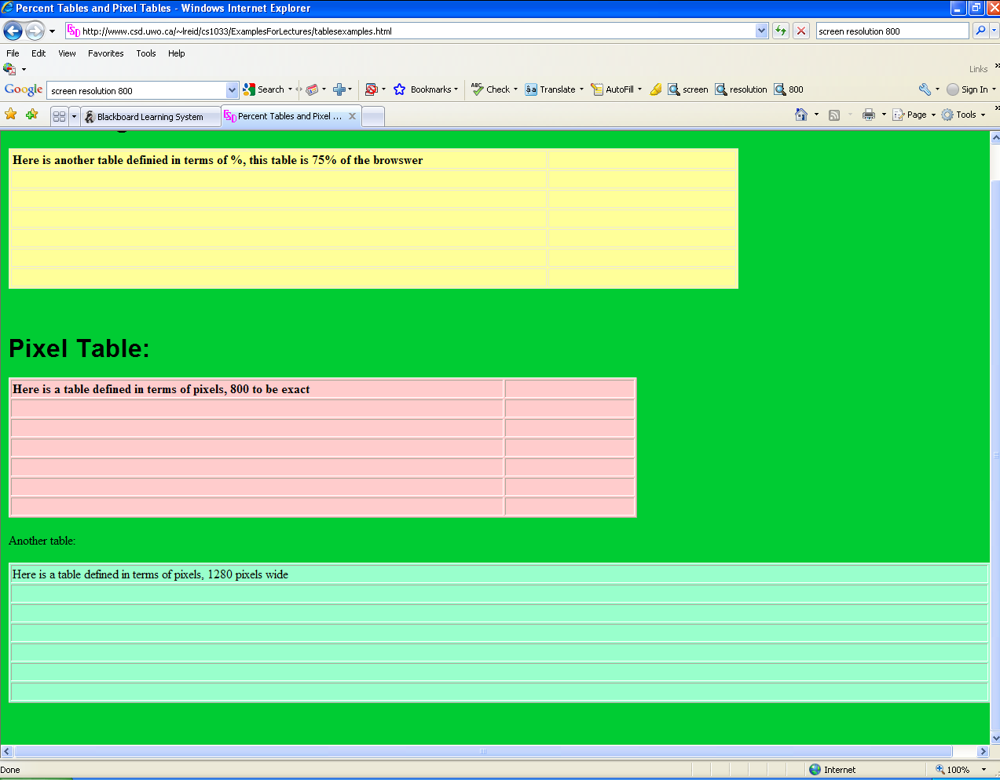 Percent Tables and Pixel Tables - Windows Internet Explorer
http://www.csd.uwo.ca/~lreid/cs1033/ExamplesForLectures/tablesexamples.html
screen resolution 800
File Edit View Favorites Tools Help
Links
Google screen resolution 800 Search Bookmarks ABC Check Translate AutoFill screen resolution 800 Sign In
Blackboard Learning System Percent Tables and Pixel ... Page Tools
Here is another table definied in terms of %, this table is 75% of the browswer
Pixel Table:
Here is a table defined in terms of pixels, 800 to be exact
Another table:
Here is a table defined in terms of pixels, 1280 pixels wide
Done Internet 100%